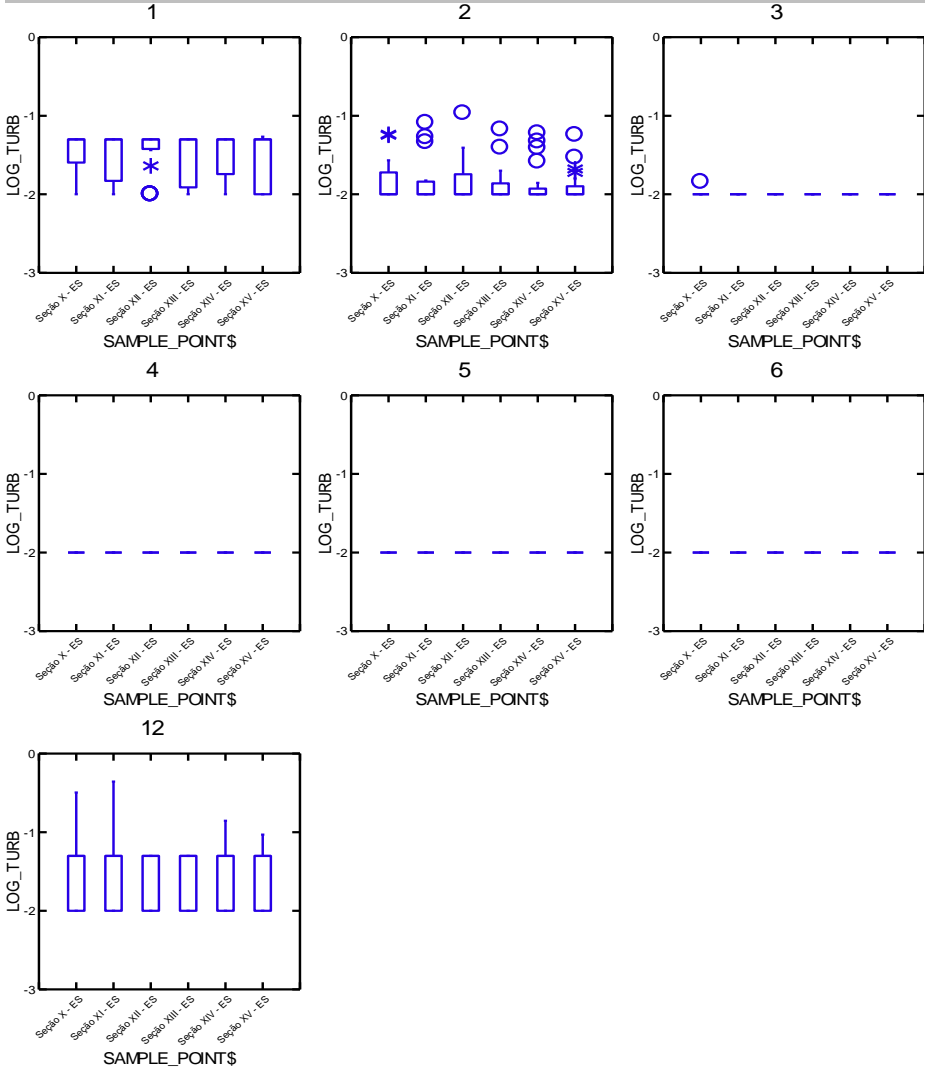 1 2 3
0 0 0
-1 -1 -1
LOG_TURB LOG_TURB LOG_TURB
-2 -2 -2
-3 -3 -3
Seção X - ES Seção XI - ES Seção XII - ES Seção XIII - ES Seção XIV - ES Seção XV - ES Seção X - ES Seção XI - ES Seção XII - ES Seção XIII - ES Seção XIV - ES Seção XV - ES Seção X - ES Seção XI - ES Seção XII - ES Seção XIII - ES Seção XIV - ES Seção XV - ES
SAMPLE_POINT$ SAMPLE_POINT$ SAMPLE_POINT$
4 5 6
0 0 0
-1 -1 -1
LOG_TURB LOG_TURB LOG_TURB
-2 -2 -2
-3 -3 -3
Seção X - ES Seção XI - ES Seção XII - ES Seção XIII - ES Seção XIV - ES Seção XV - ES Seção X - ES Seção XI - ES Seção XII - ES Seção XIII - ES Seção XIV - ES Seção XV - ES Seção X - ES Seção XI - ES Seção XII - ES Seção XIII - ES Seção XIV - ES Seção XV - ES
SAMPLE_POINT$ SAMPLE_POINT$ SAMPLE_POINT$
12
0
-1
LOG_TURB
-2
-3
Seção X - ES Seção XI - ES Seção XII - ES Seção XIII - ES Seção XIV - ES Seção XV - ES
SAMPLE_POINT$